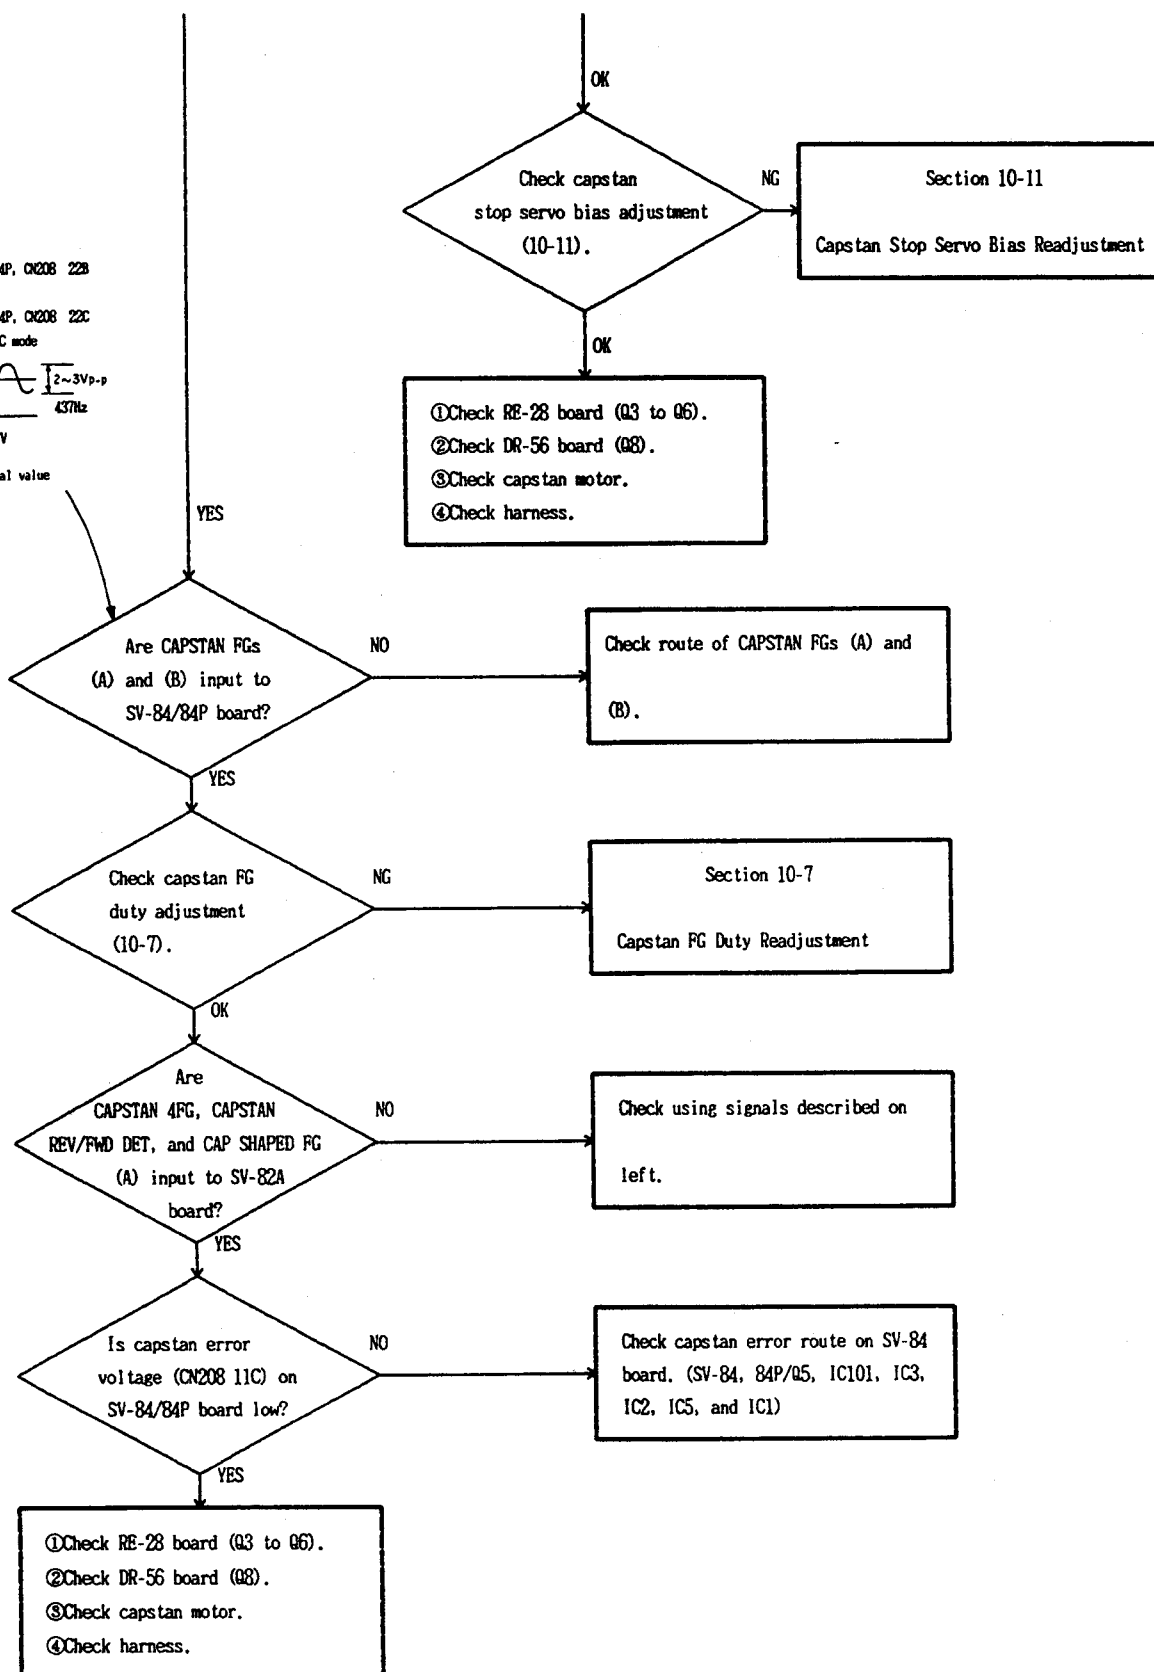 OK
Check capstan
stop servo bias adjustment
(10-11).
NG
Section 10-11
Capstan Stop Servo Bias Readjustment
4P, CN208 22B
4P, CN208 22C
C mode
2~3Vp-p
437Hz
V
al value
OK
①Check RE-28 board (Q3 to Q6).
②Check DR-56 board (Q8).
③Check capstan motor.
④Check harness.
YES
Are CAPSTAN FGs
(A) and (B) input to
SV-84/84P board?
NO
Check route of CAPSTAN FGs (A) and
(B).
YES
Check capstan FG
duty adjustment
(10-7).
NG
Section 10-7
Capstan FG Duty Readjustment
OK
Are
CAPSTAN 4FG, CAPSTAN
REV/FWD DET, and CAP SHAPED FG
(A) input to SV-82A
board?
NO
Check using signals described on
left.
YES
Is capstan error
voltage (CN208 11C) on
SV-84/84P board low?
NO
Check capstan error route on SV-84
board. (SV-84, 84P/Q5, IC101, IC3,
IC2, IC5, and IC1)
YES
①Check RE-28 board (Q3 to Q6).
②Check DR-56 board (Q8).
③Check capstan motor.
④Check harness.